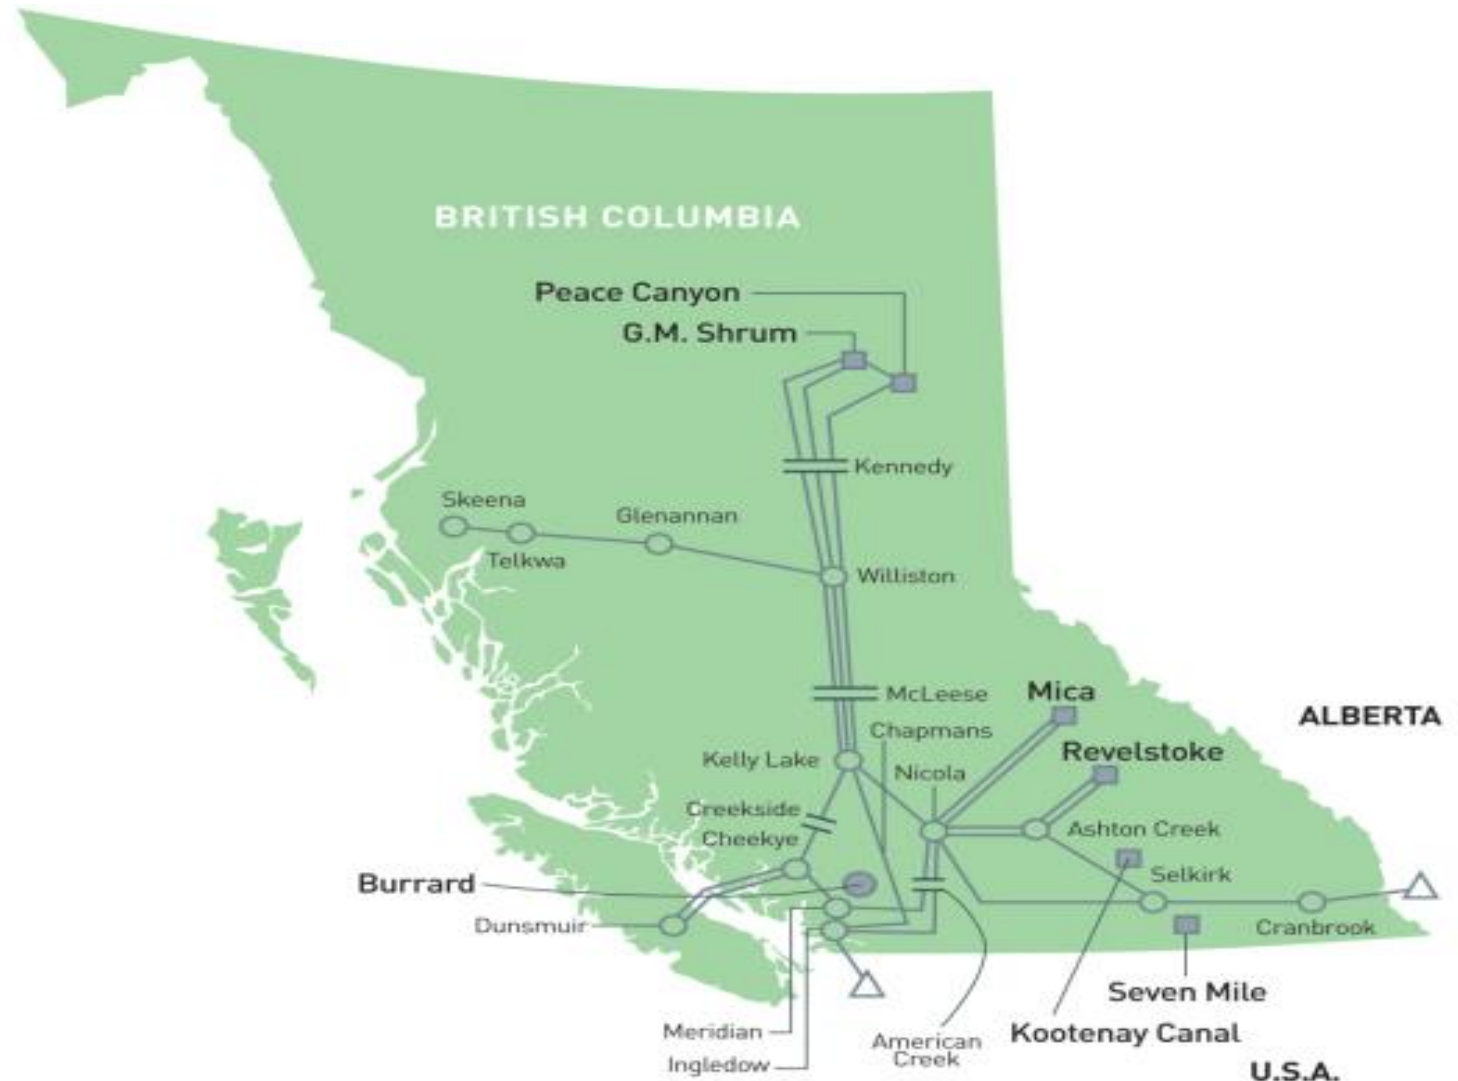 BRITISH COLUMBIA
Peace Canyon
G.M. Shrum
Kennedy
Skeena
Glenannan
Telkwa
Williston
McLeese
Mica
ALBERTA
Chapmans
Revelstoke
Kelly Lake
Nicola
Creekside
Ashton Creek
Cheekye
Selkirk
Burrard
Dunsmuir
Cranbrook
Seven Mile
Meridian
Kootenay Canal
American
Creek
Ingledow
U.S.A.